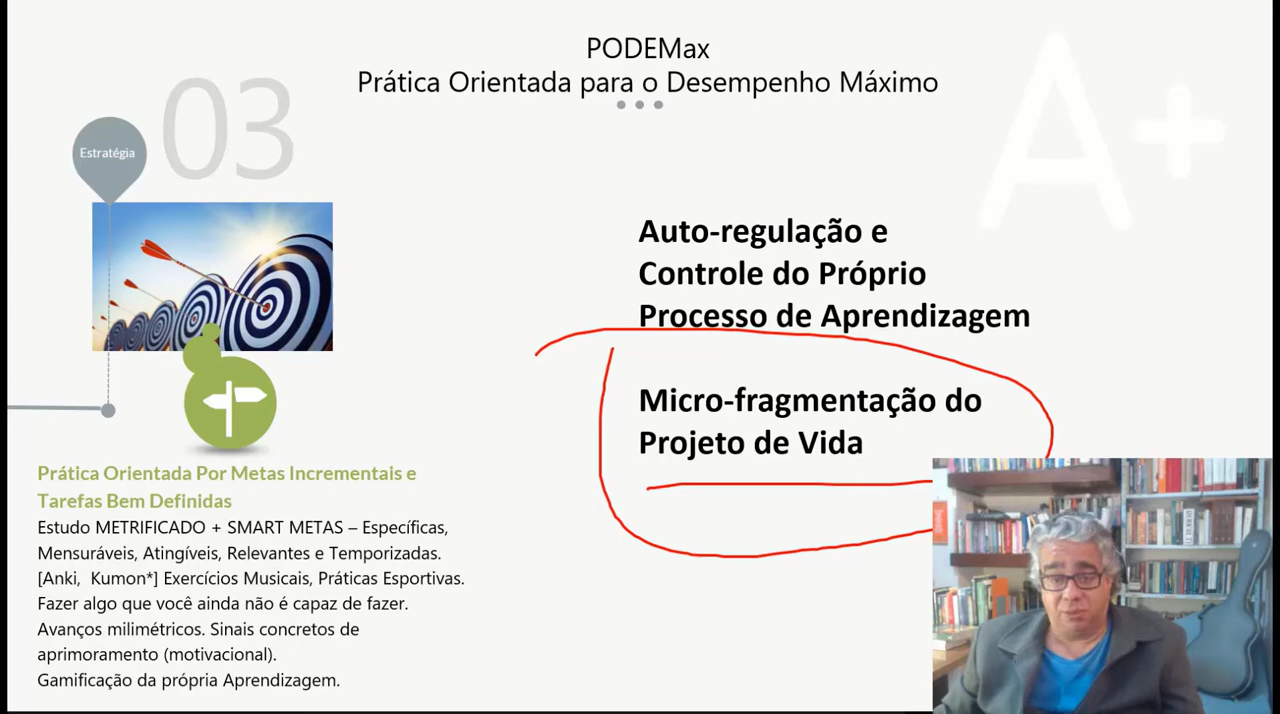 PODEMax
Prática Orientada para o Desempenho Máximo
03
Estratégia
A+
Auto-regulação e
Controle do Próprio
Processo de Aprendizagem
Micro-fragmentação do
Projeto de Vida
Prática Orientada Por Metas Incrementais e
Tarefas Bem Definidas
Estudo METRIFICADO + SMART METAS – Específicas,
Mensuráveis, Atingíveis, Relevantes e Temporizadas.
[Anki, Kumon*] Exercícios Musicais, Práticas Esportivas.
Fazer algo que você ainda não é capaz de fazer.
Avanços milimétricos. Sinais concretos de
aprimoramento (motivacional).
Gamificação da própria Aprendizagem.